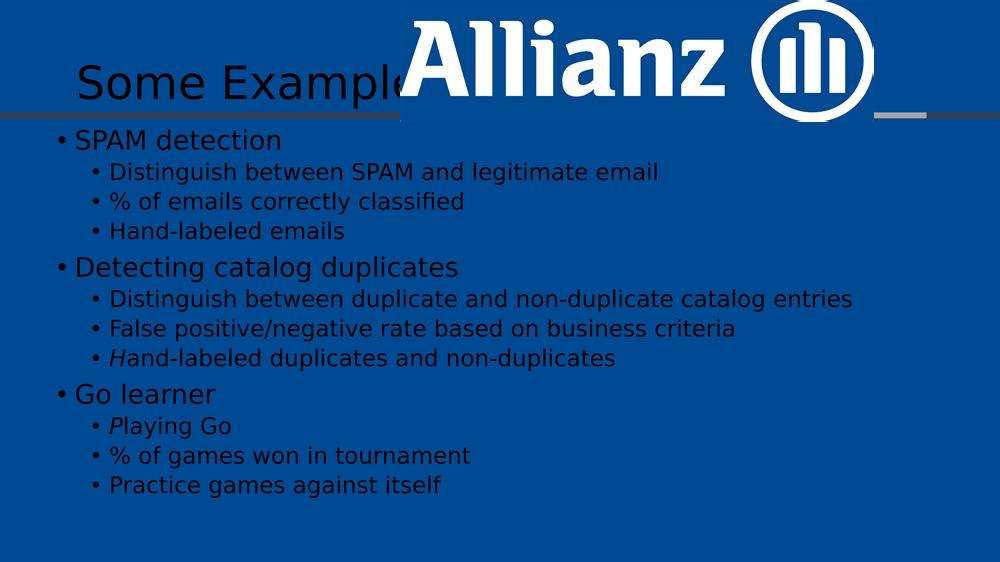 Some Example
Allianz
• SPAM detection
• Distinguish between SPAM and legitimate email
• % of emails correctly classified
• Hand-labeled emails
• Detecting catalog duplicates
• Distinguish between duplicate and non-duplicate catalog entries
• False positive/negative rate based on business criteria
• Hand-labeled duplicates and non-duplicates
• Go learner
• Playing Go
• % of games won in tournament
• Practice games against itself